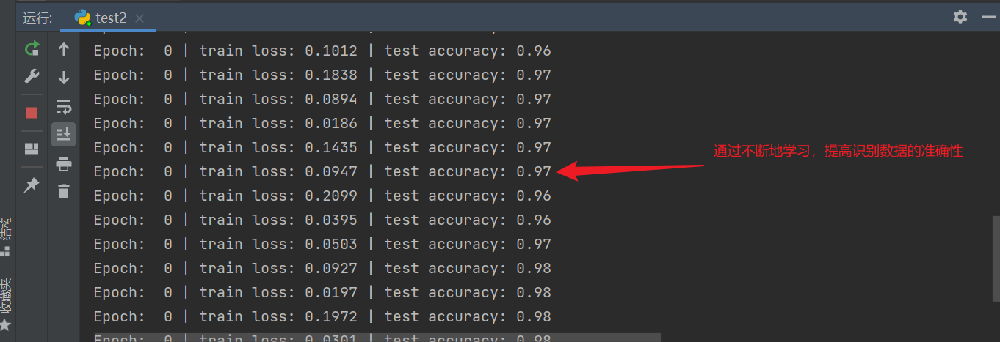 运行: test2
Epoch:  0 | train loss: 0.1012 | test accuracy: 0.96
Epoch:  0 | train loss: 0.1838 | test accuracy: 0.97
Epoch:  0 | train loss: 0.0894 | test accuracy: 0.97
Epoch:  0 | train loss: 0.0186 | test accuracy: 0.97
Epoch:  0 | train loss: 0.1435 | test accuracy: 0.97
通过不断地学习，提高识别数据的准确性
Epoch:  0 | train loss: 0.0947 | test accuracy: 0.97
Epoch:  0 | train loss: 0.2099 | test accuracy: 0.96
Epoch:  0 | train loss: 0.0395 | test accuracy: 0.96
Epoch:  0 | train loss: 0.0503 | test accuracy: 0.97
Epoch:  0 | train loss: 0.0927 | test accuracy: 0.98
Epoch:  0 | train loss: 0.0197 | test accuracy: 0.98
Epoch:  0 | train loss: 0.1972 | test accuracy: 0.98
Epoch:  0 | train loss: 0.0301 | test accuracy: 0.98
结构
收藏夹